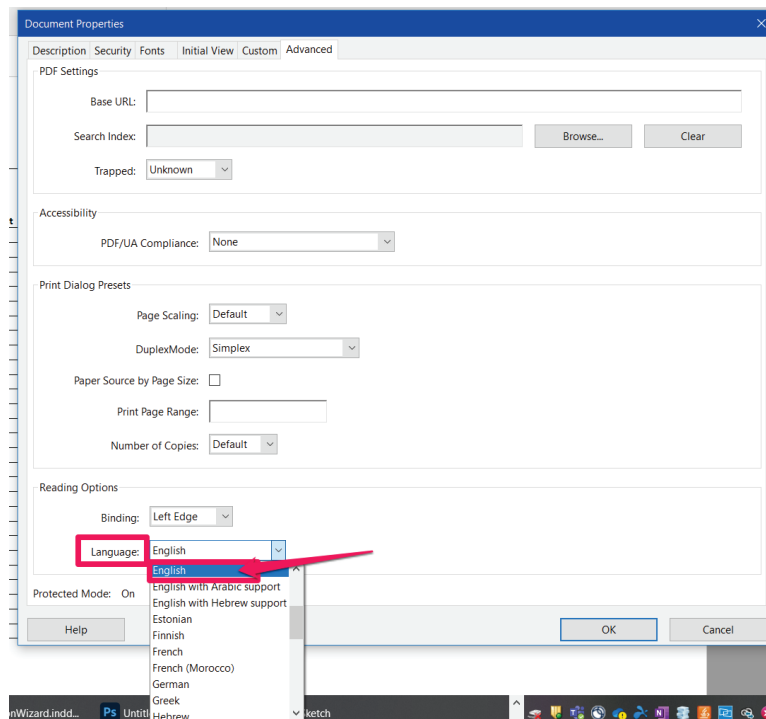 Document Properties
Description Security Fonts Initial View Custom Advanced
PDF Settings
Base URL:
Search Index: Browse... Clear
Trapped: Unknown
t
Accessibility
PDF/UA Compliance: None
Print Dialog Presets
Page Scaling: Default
DuplexMode: Simplex
Paper Source by Page Size:
Print Page Range:
Number of Copies: Default
Reading Options
Binding: Left Edge
Language: English
English
English with Arabic support
English with Hebrew support
Protected Mode: On
Estonian
Finnish
Help OK Cancel
French
French (Morocco)
German
Greek
Hebrew
onWizard.indd... Ps Untitl ketch